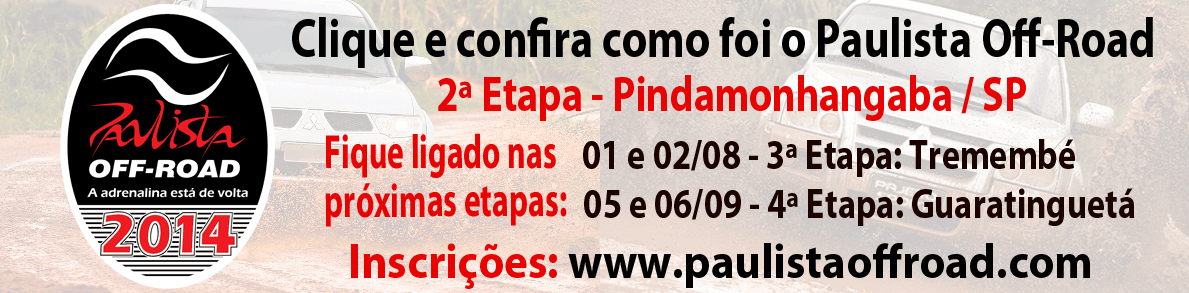 Paulista
OFF-ROAD
A adrenalina está de volta
2014
Clique e confira como foi o Paulista Off-Road
2ª Etapa - Pindamonhangaba / SP
Fique ligado nas
próximas etapas:
01 e 02/08 - 3ª Etapa: Tremembé
05 e 06/09 - 4ª Etapa: Guaratinguetá
Inscrições: www.paulistaoffroad.com
PAJERO